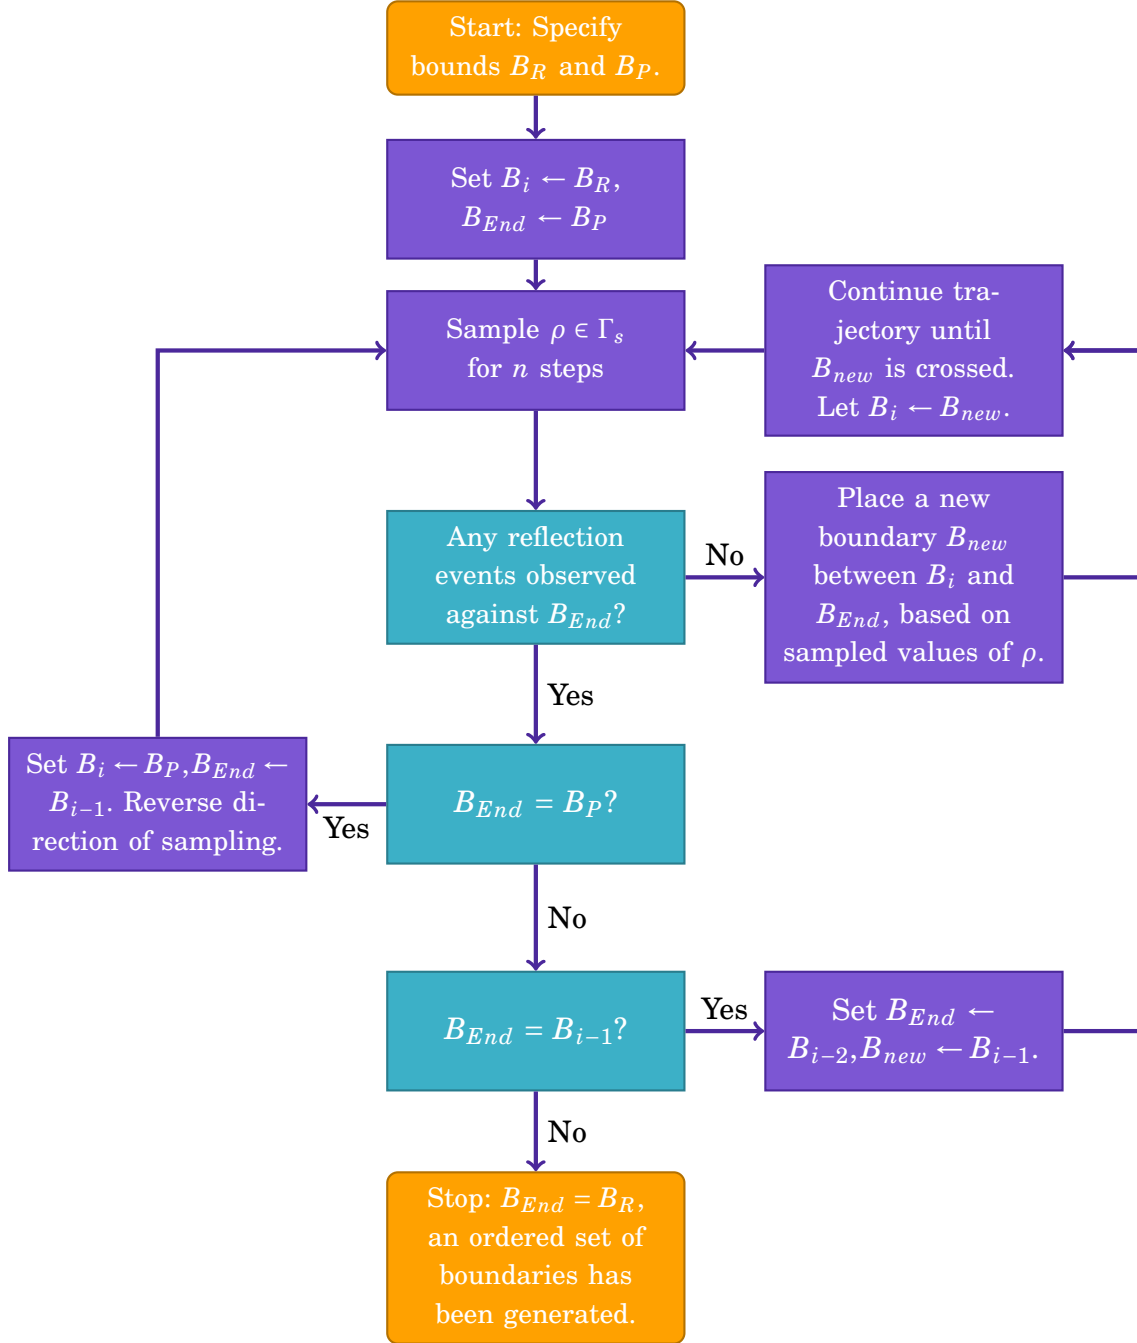 Start: Specify
bounds B_R and B_P.
Set B_i ← B_R,
B_End ← B_P
Sample ρ ∈ Γ_s
for n steps
Continue tra-
jectory until
B_new is crossed.
Let B_i ← B_new.
Any reflection
events observed
against B_End?
No
Place a new
boundary B_new
between B_i and
B_End, based on
sampled values of ρ.
Yes
Set B_i ← B_P, B_End ←
B_{i−1}. Reverse di-
rection of sampling.
Yes
B_End = B_P?
No
B_End = B_{i−1}?
Yes
Set B_End ←
B_{i−2}, B_new ← B_{i−1}.
No
Stop: B_End = B_R,
an ordered set of
boundaries has
been generated.